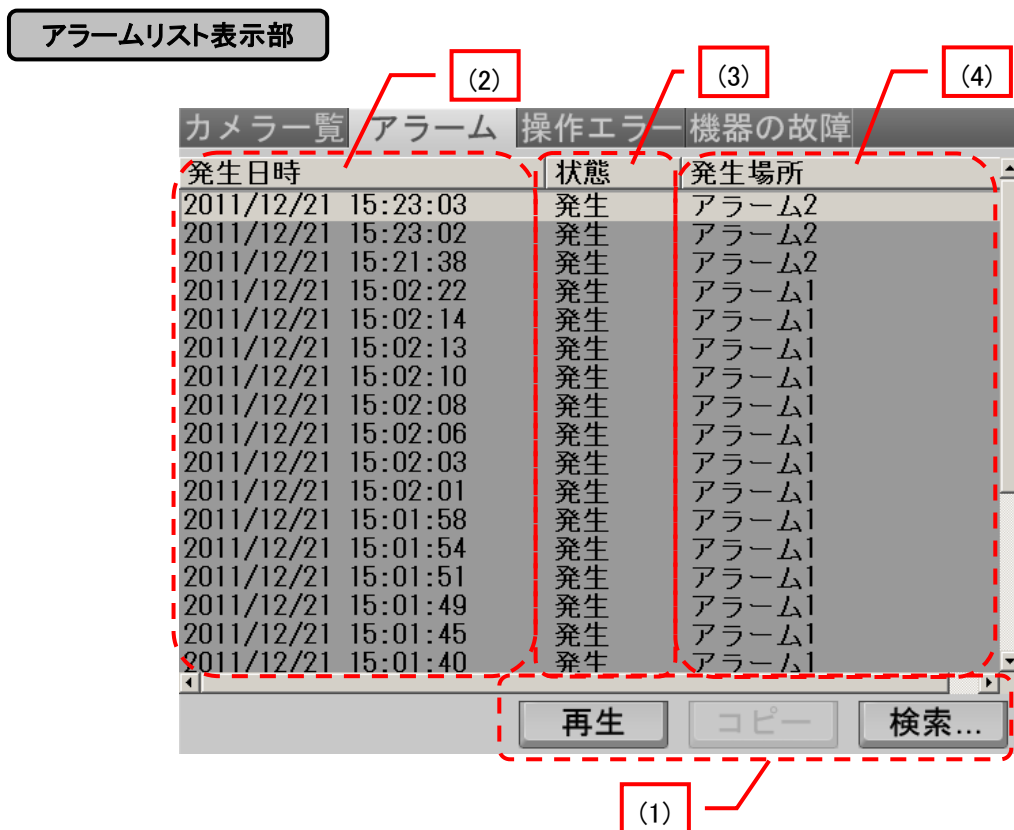 アラームリスト表示部
(2) (3) (4)
カメラ一覧 アラーム 操作エラー 機器の故障
発生日時 状態 発生場所
2011/12/21 15:23:03 発生 アラーム2
2011/12/21 15:23:02 発生 アラーム2
2011/12/21 15:21:38 発生 アラーム2
2011/12/21 15:02:22 発生 アラーム1
2011/12/21 15:02:14 発生 アラーム1
2011/12/21 15:02:13 発生 アラーム1
2011/12/21 15:02:10 発生 アラーム1
2011/12/21 15:02:08 発生 アラーム1
2011/12/21 15:02:06 発生 アラーム1
2011/12/21 15:02:03 発生 アラーム1
2011/12/21 15:02:01 発生 アラーム1
2011/12/21 15:01:58 発生 アラーム1
2011/12/21 15:01:54 発生 アラーム1
2011/12/21 15:01:51 発生 アラーム1
2011/12/21 15:01:49 発生 アラーム1
2011/12/21 15:01:45 発生 アラーム1
2011/12/21 15:01:40 発生 アラーム1
再生 コピー 検索...
(1)